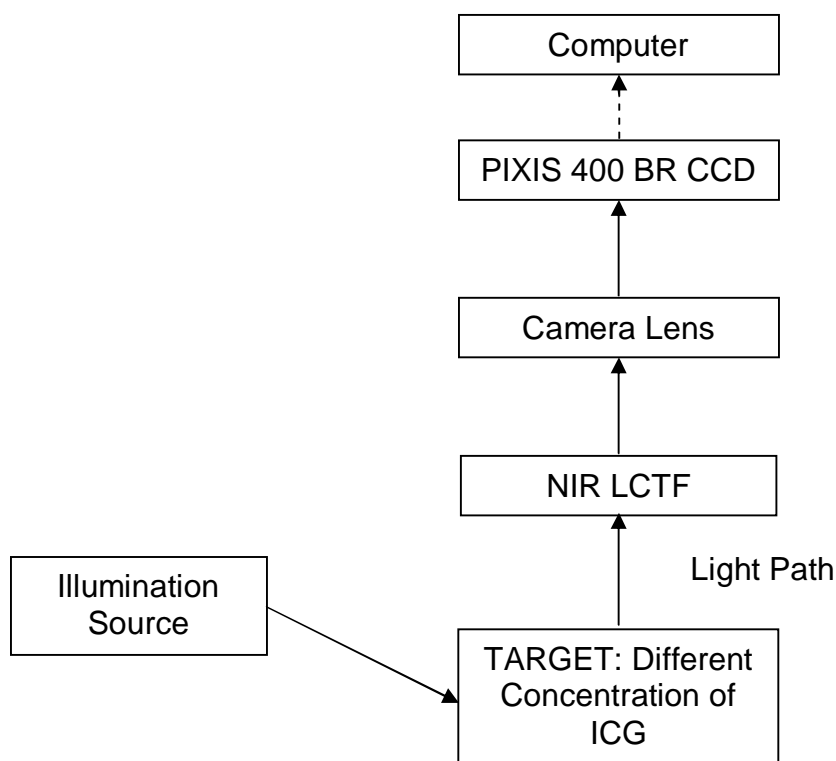 Computer
PIXIS 400 BR CCD
Camera Lens
NIR LCTF
Light Path
Illumination
Source
TARGET: Different
Concentration of
ICG